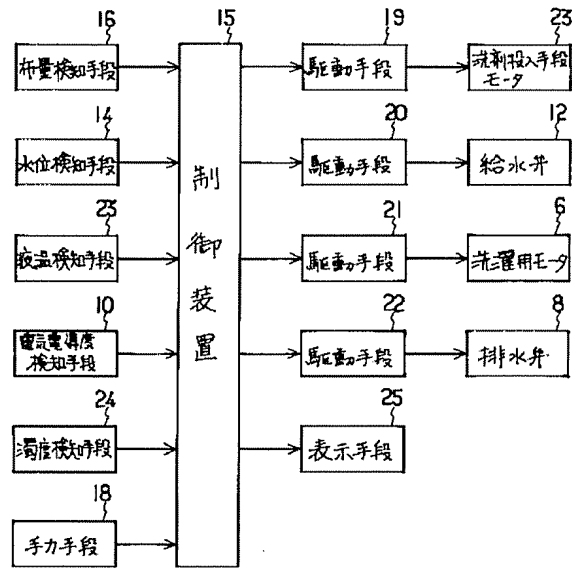 16
布量検知手段
14
水位検知手段
23
液温検知手段
10
電気電導度
検知手段
24
濁度検知手段
18
手力手段
15
制御装置
19
駆動手段
20
駆動手段
21
駆動手段
22
駆動手段
25
表示手段
23
洗剤投入手段
モータ
12
給水弁
6
洗濯用モータ
8
排水弁